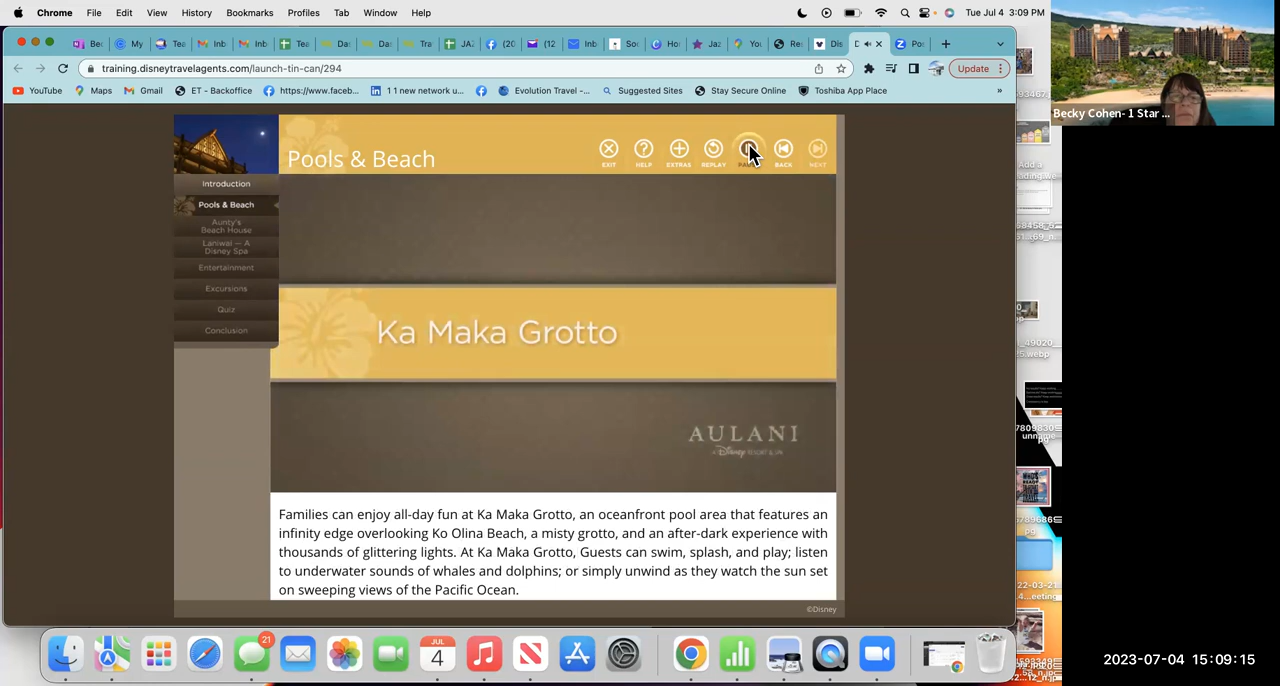 Chrome File Edit View History Bookmarks Profiles Tab Window Help Tue Jul 4 3:09 PM
training.disneytravelagents.com/launch-tin-can/294 Update
YouTube Maps Gmail ET - Backoffice https://www.faceb... 1 1 new network u... Evolution Travel -... Suggested Sites Stay Secure Online Toshiba App Place »
Becky Cohen- 1 Star ...
Pools & Beach
EXIT HELP EXTRAS REPLAY BACK NEXT
Introduction
Pools & Beach
Aunty's
Beach House
Laniwai — A
Disney Spa
Entertainment
Excursions
Quiz
Conclusion
Ka Maka Grotto
AULANI
A Disney RESORT & SPA
Families can enjoy all-day fun at Ka Maka Grotto, an oceanfront pool area that features an
infinity edge overlooking Ko Olina Beach, a misty grotto, and an after-dark experience with
thousands of glittering lights. At Ka Maka Grotto, Guests can swim, splash, and play; listen
to underwater sounds of whales and dolphins; or simply unwind as they watch the sun set
on sweeping views of the Pacific Ocean.
©Disney
21
JUL
4
2023-07-04 15:09:15